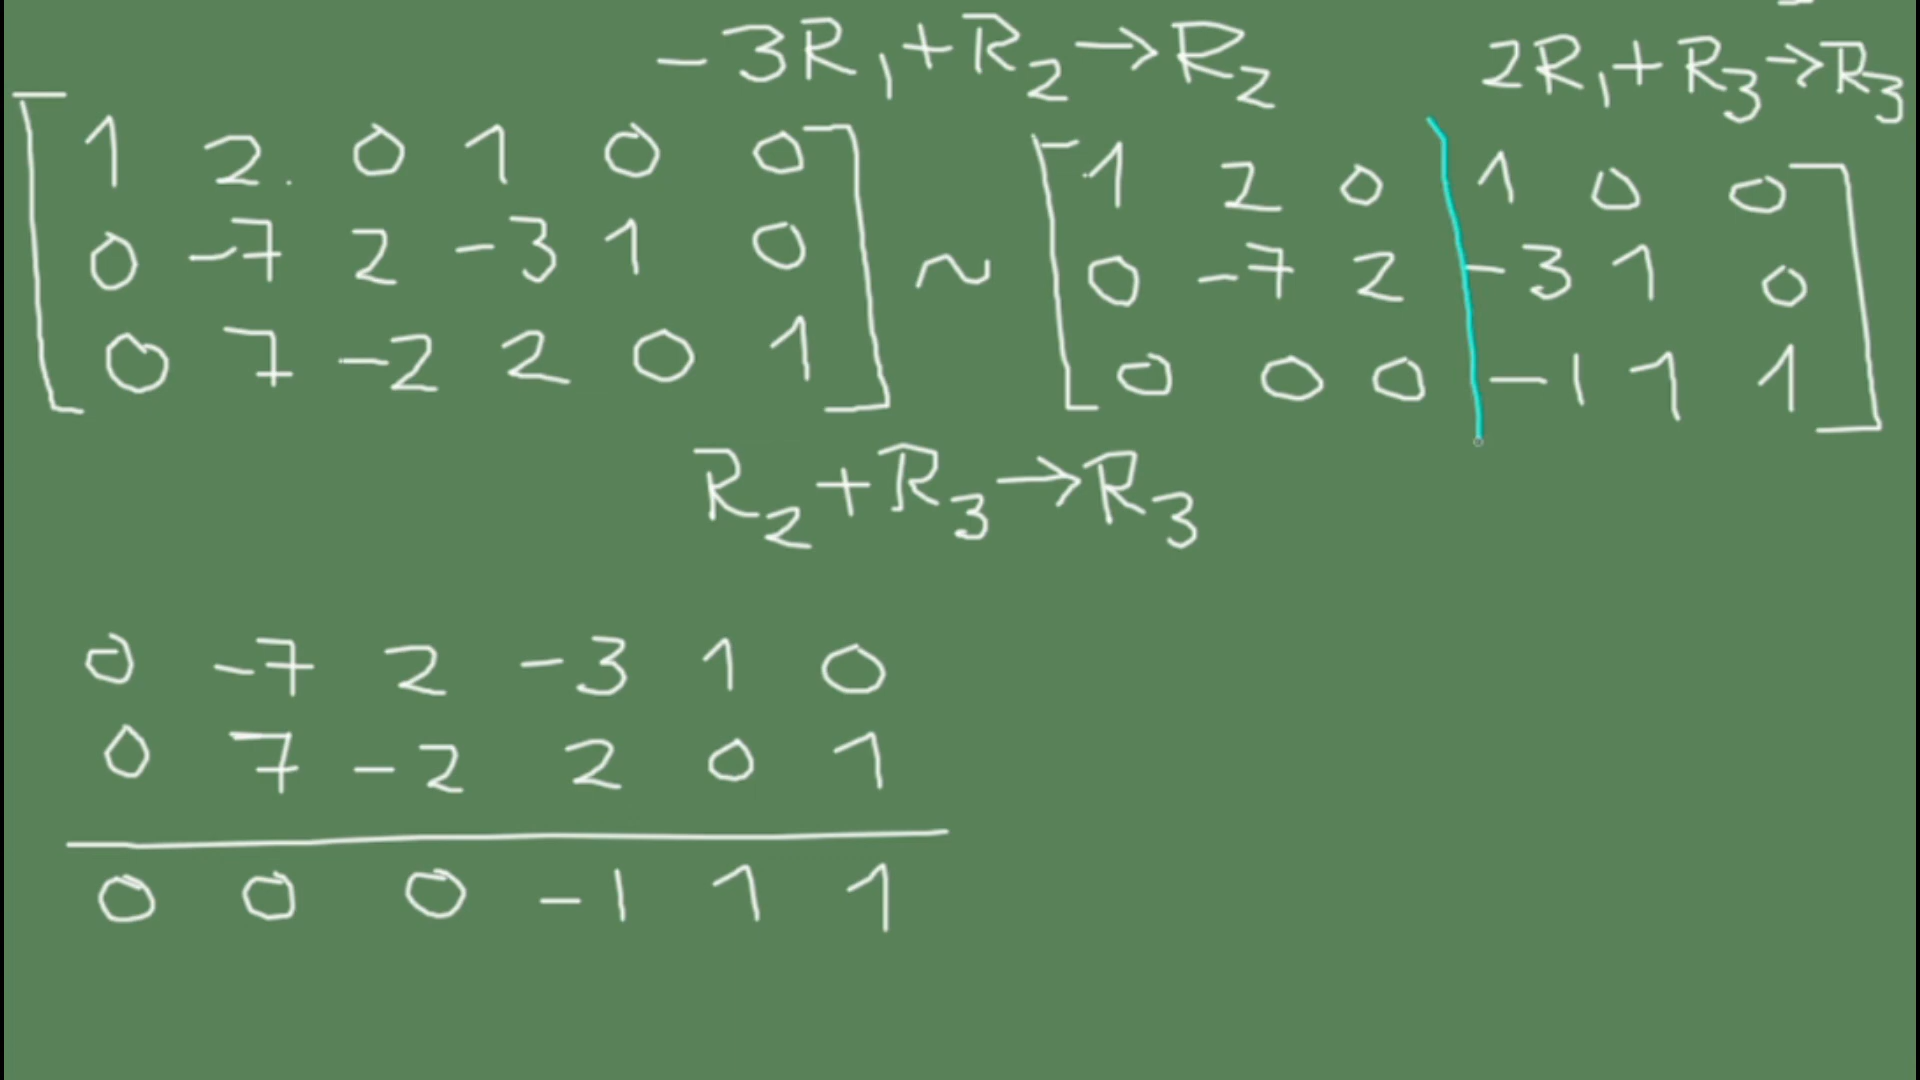 -3R₁+R₂→R₂ 2R₁+R₃→R₃
1 2. 0 1 0 0 1 2 0 1 0 0
0 -7 2 -3 1 0 ~ 0 -7 2 -3 1 0
0 7 -2 2 0 1 0 0 0 -1 1 1
R₂+R₃→R₃
0 -7 2 -3 1 0
0 7 -2 2 0 1
0 0 0 -1 1 1